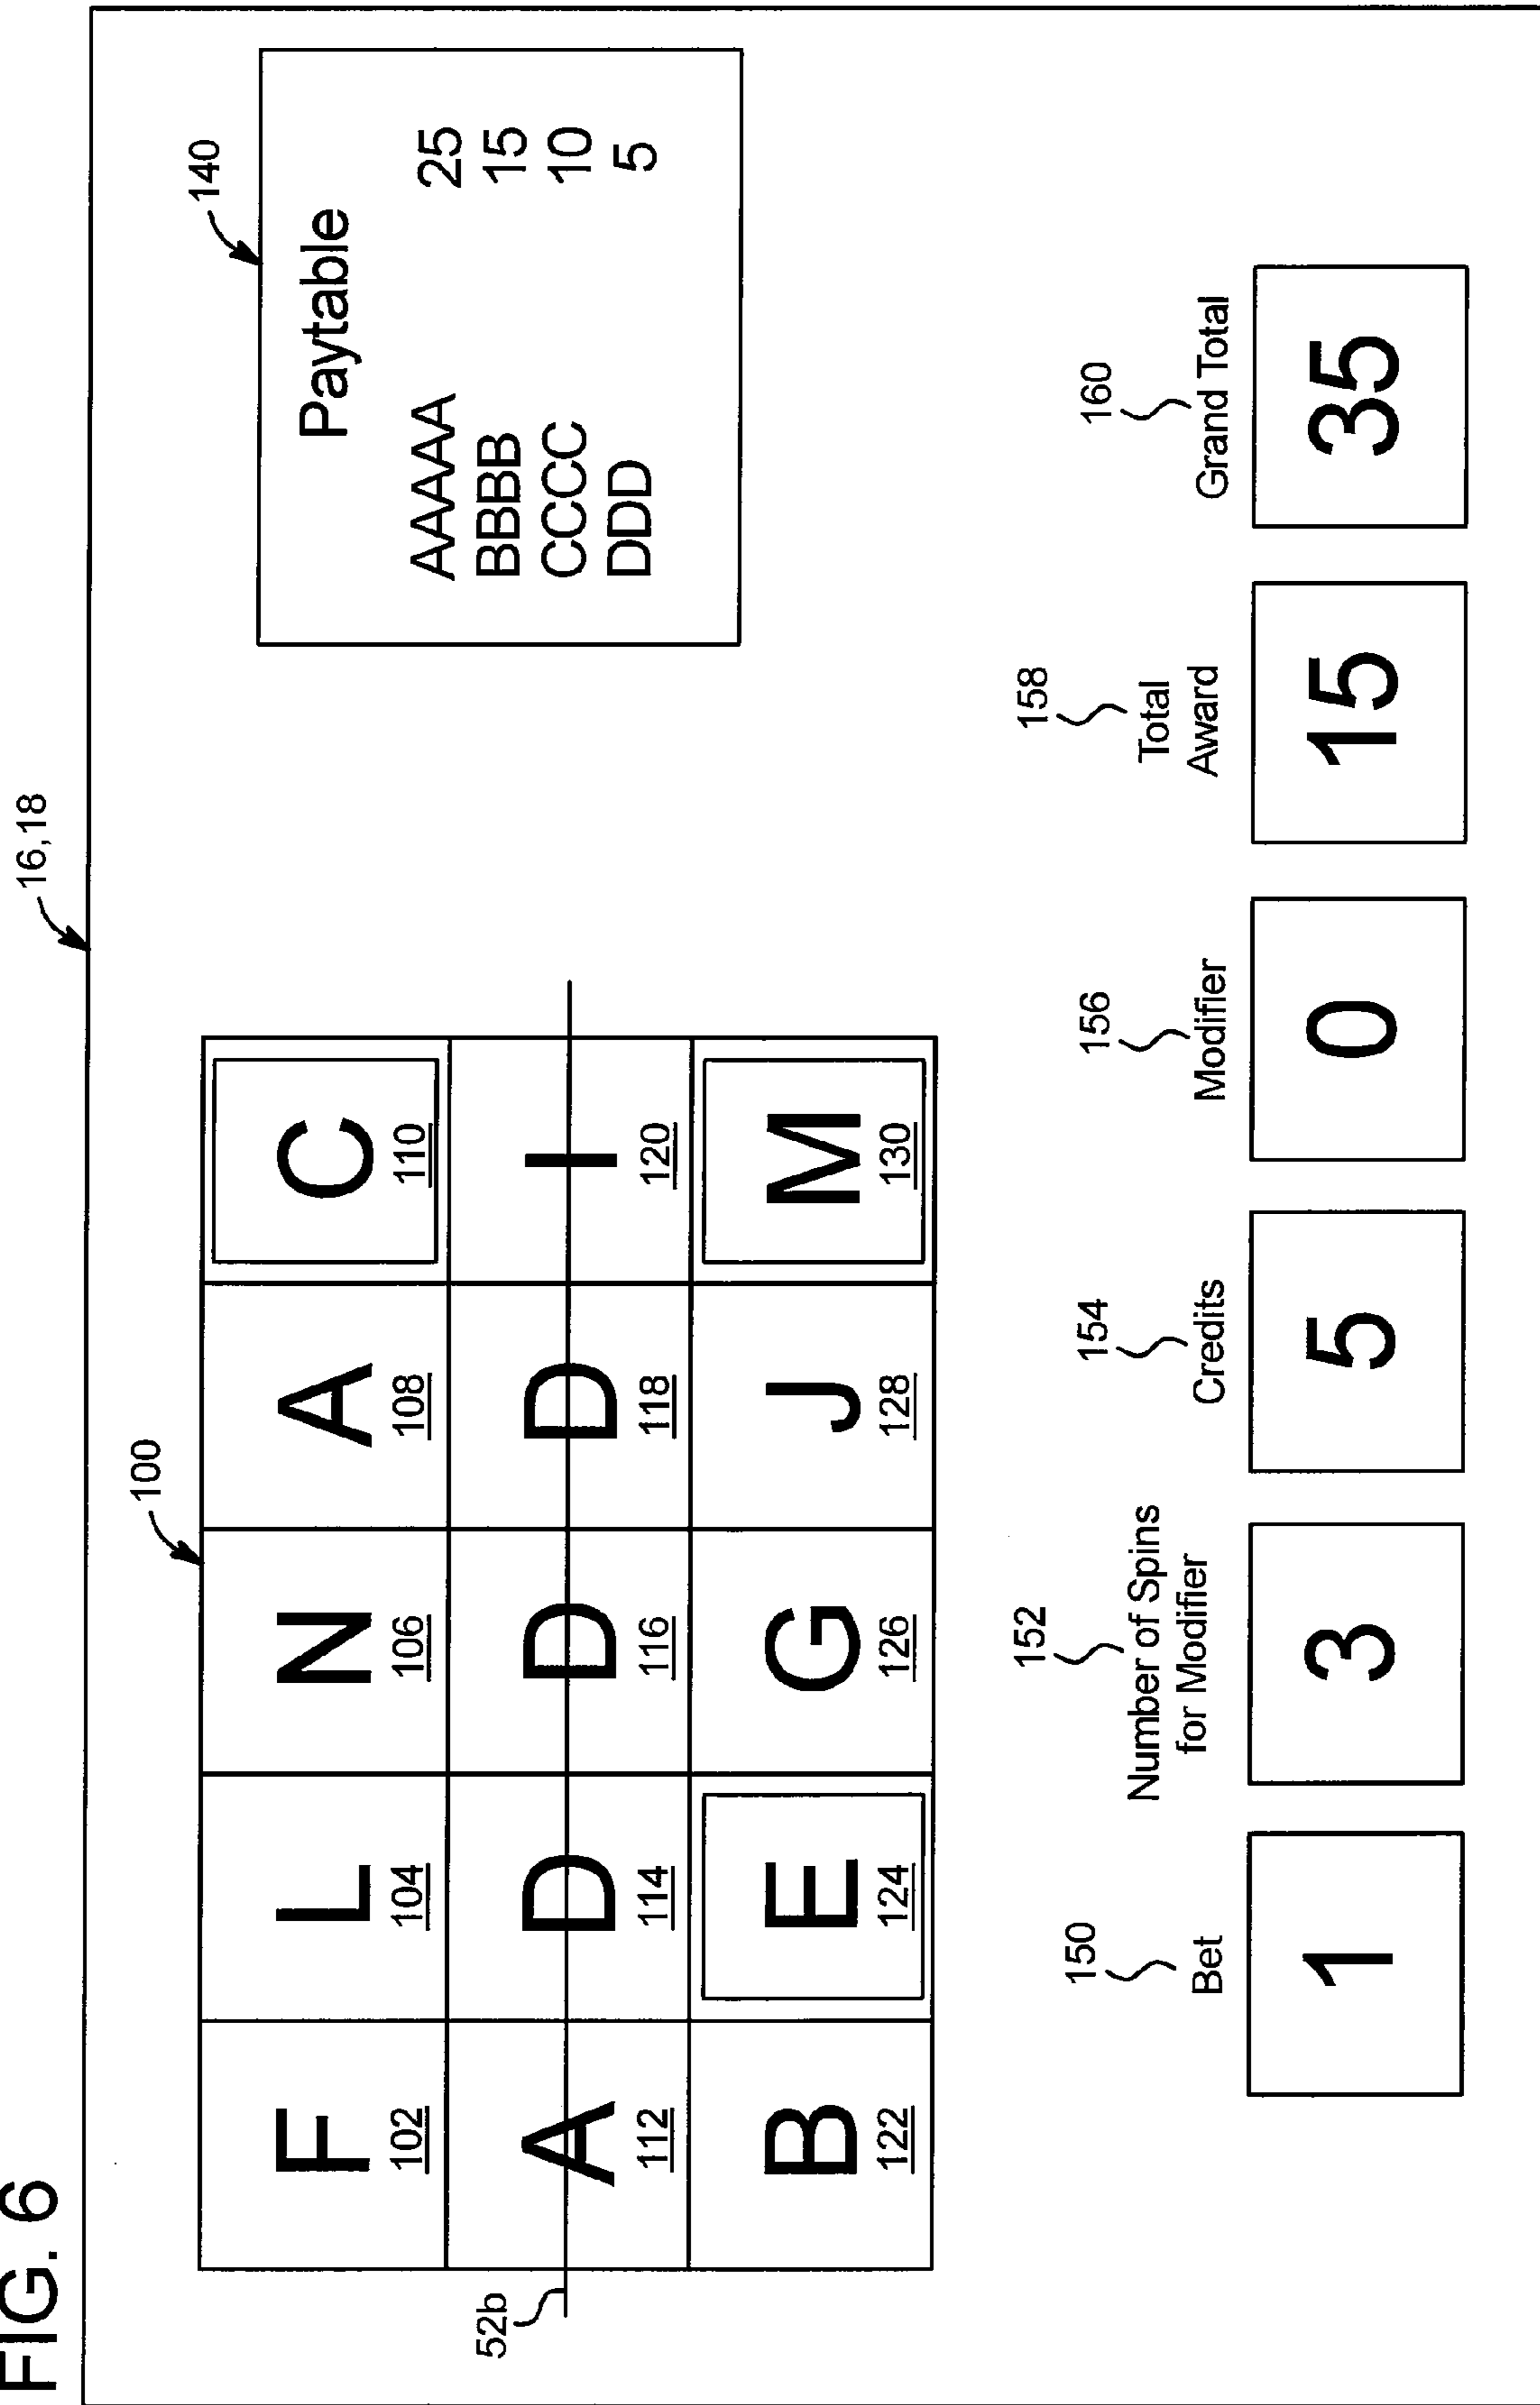 FIG. 6
16,18
100
140
F L N A C
102 104 106 108 110
52b
A D D D I
112 114 116 118 120
B E G J M
122 124 126 128 130
Paytable
AAAAA 25
BBBB 15
CCCC 10
DDD 5
150
Bet
1
152
Number of Spins
for Modifier
3
154
Credits
5
156
Modifier
0
158
Total
Award
15
160
Grand Total
35